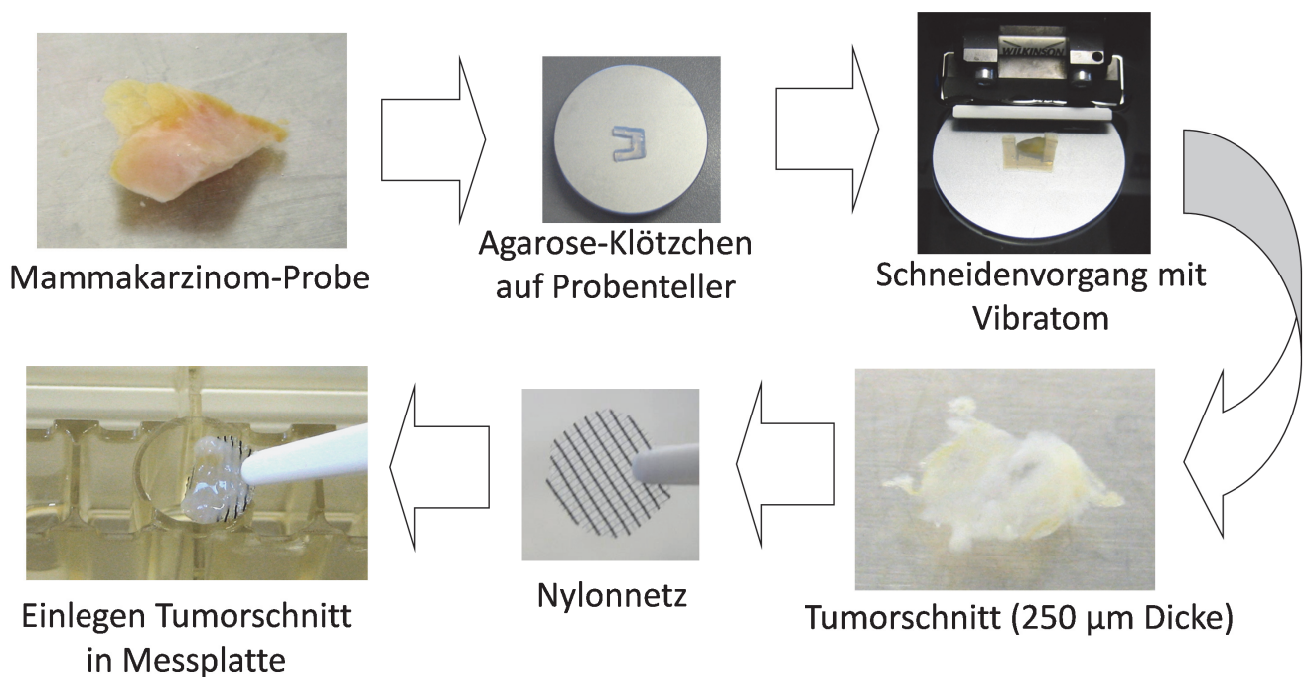 WILKINSON
Mammakarzinom-Probe
Agarose-Klötzchen
auf Probenteller
Schneidenvorgang mit
Vibratom
Tumorschnitt (250 µm Dicke)
Nylonnetz
Einlegen Tumorschnitt
in Messplatte